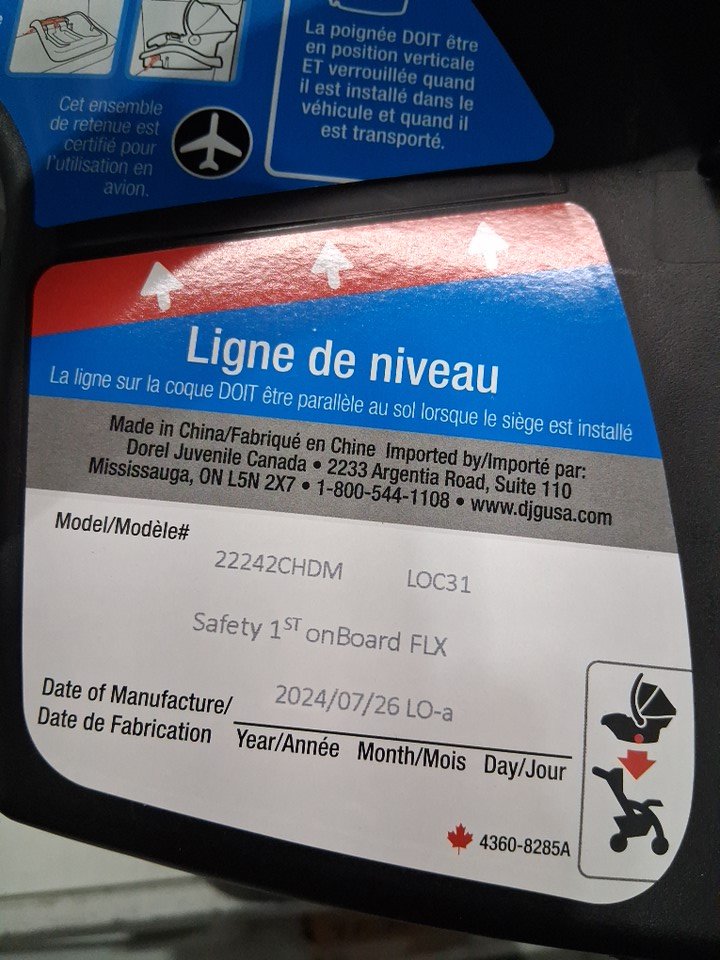 La poignée DOIT être
en position verticale
ET verrouillée quand
il est installé dans le
véhicule et quand il
est transporté.
Cet ensemble
de retenue est
certifié pour
l'utilisation en
avion.
Ligne de niveau
La ligne sur la coque DOIT être parallèle au sol lorsque le siège est installé
Made in China/Fabriqué en Chine Imported by/Importé par:
Dorel Juvenile Canada • 2233 Argentia Road, Suite 110
Mississauga, ON L5N 2X7 • 1-800-544-1108 • www.djgusa.com
Model/Modèle#
22242CHDM LOC31
Safety 1ST onBoard FLX
Date of Manufacture/
Date de Fabrication
2024/07/26 LO-a
Year/Année Month/Mois Day/Jour
4360-8285A